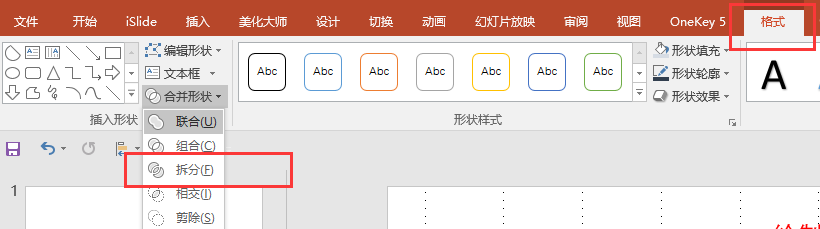 文件 开始 iSlide 插入 美化大师 设计 切换 动画 幻灯片放映 审阅 视图 OneKey 5 格式
编辑形状
文本框
合并形状
插入形状
Abc Abc Abc Abc Abc Abc Abc
形状样式
形状填充
形状轮廓
形状效果
A
联合(U)
组合(C)
拆分(F)
相交(I)
剪除(S)
1